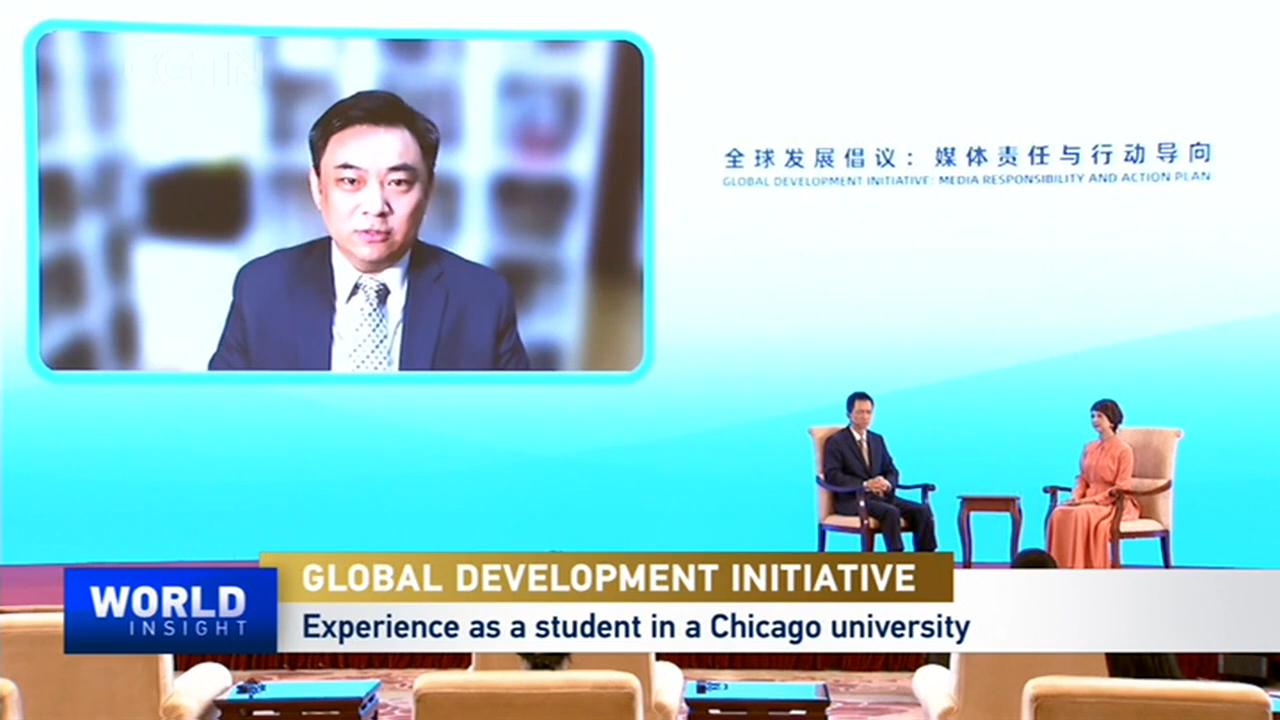 CGTN
全球发展倡议：媒体责任与行动导向
GLOBAL DEVELOPMENT INITIATIVE: MEDIA RESPONSIBILITY AND ACTION PLAN
GLOBAL DEVELOPMENT INITIATIVE
WORLD
INSIGHT
Experience as a student in a Chicago university